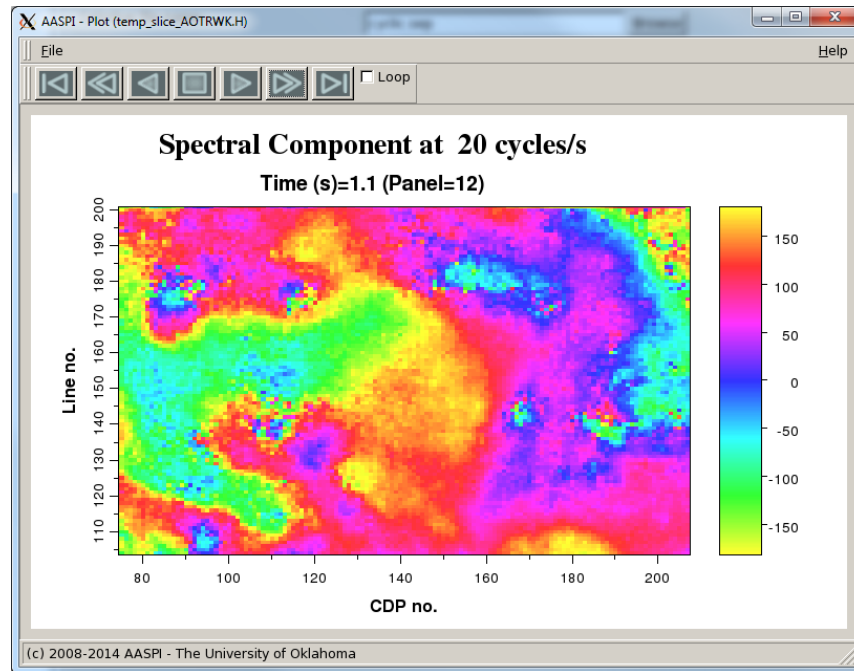 AASPI - Plot (temp_slice_AOTRWK.H)
File Help
Loop
Spectral Component at 20 cycles/s
Time (s)=1.1 (Panel=12)
Line no.
200
190
180
170
160
150
140
130
120
110
80 100 120 140 160 180 200
CDP no.
150
100
50
0
-50
-100
-150
(c) 2008-2014 AASPI - The University of Oklahoma